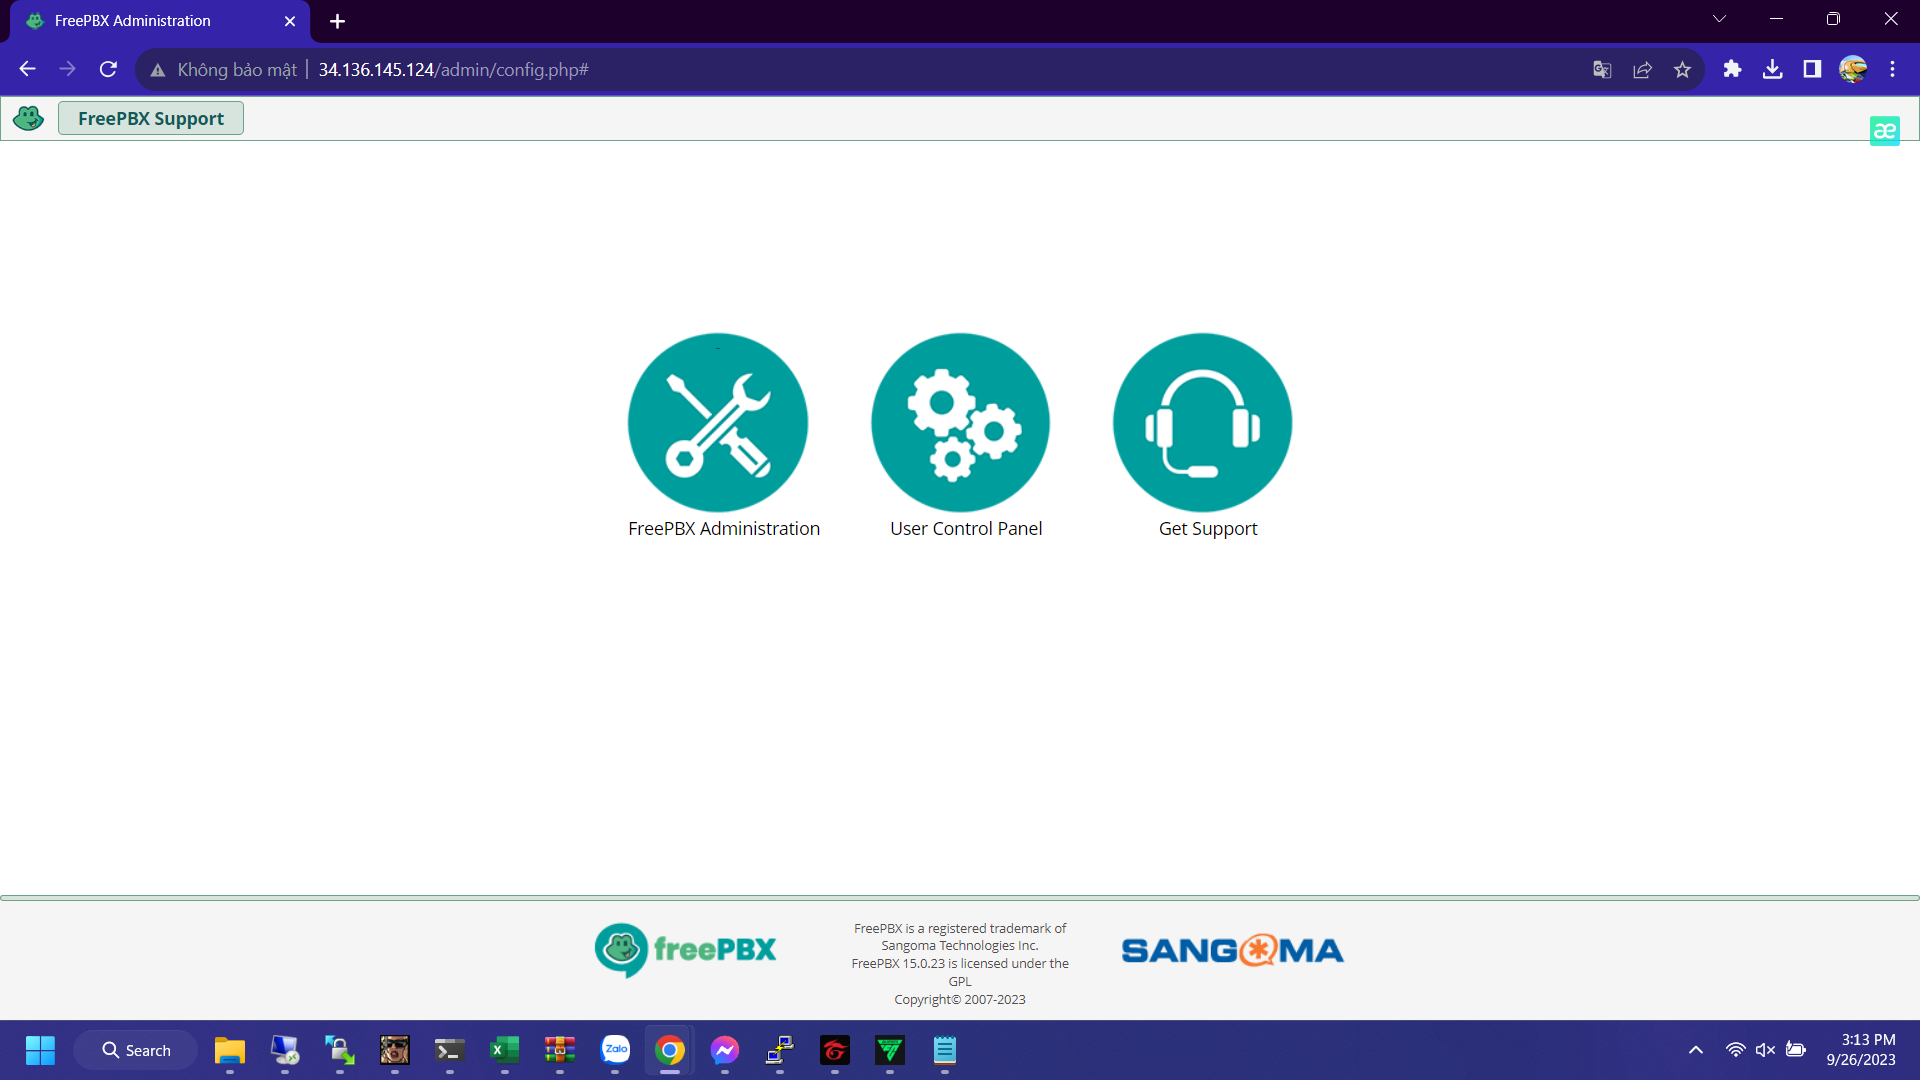 FreePBX Administration
Không bảo mật
34.136.145.124/admin/config.php#
FreePBX Support
æ
FreePBX Administration
User Control Panel
Get Support
freePBX
FreePBX is a registered trademark of
Sangoma Technologies Inc.
FreePBX 15.0.23 is licensed under the
GPL
Copyright© 2007-2023
SANGOMA
Search
Zalo
3:13 PM
9/26/2023